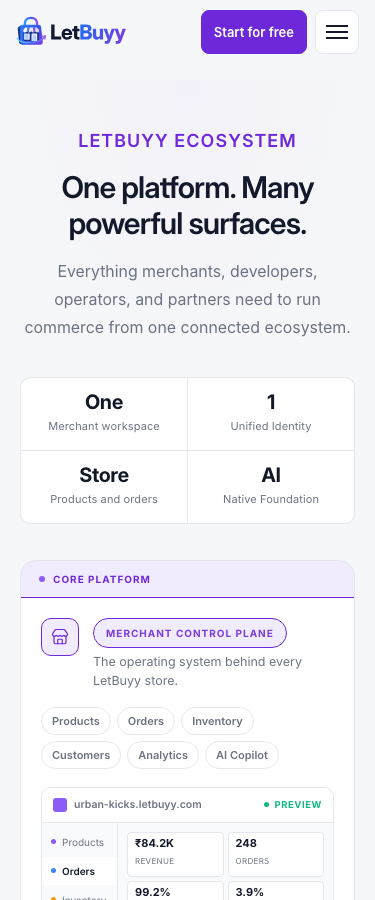 LetBuyy
Start for free
LETBUYY ECOSYSTEM
One platform. Many
powerful surfaces.
Everything merchants, developers,
operators, and partners need to run
commerce from one connected ecosystem.
One
Merchant workspace
1
Unified Identity
Store
Products and orders
AI
Native Foundation
CORE PLATFORM
MERCHANT CONTROL PLANE
The operating system behind every
LetBuyy store.
Products
Orders
Inventory
Customers
Analytics
AI Copilot
urban-kicks.letbuyy.com
PREVIEW
Products
Orders
Inventory
₹84.2K
REVENUE
248
ORDERS
99.2%
3.9%